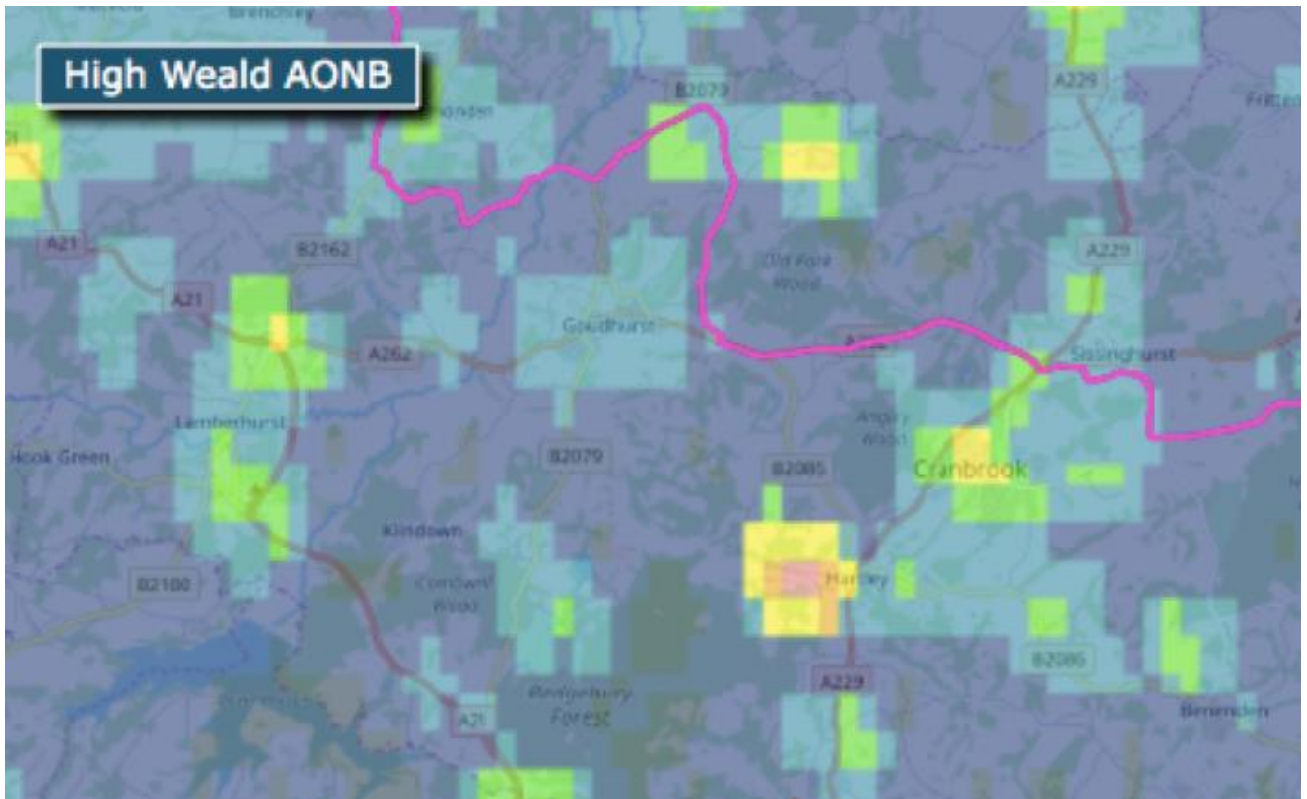 Brenchley
High Weald AONB
B2079
A229
A21
B2162
A229
A21
Old Park
Wood
Goudhurst
A262
Sissinghurst
Lamberhurst
Angley
Wood
Hook Green
B2079
B2085
Cranbrook
Kilndown
Hartley
B2086
A229
Bedgebury
Forest
A21
Benenden